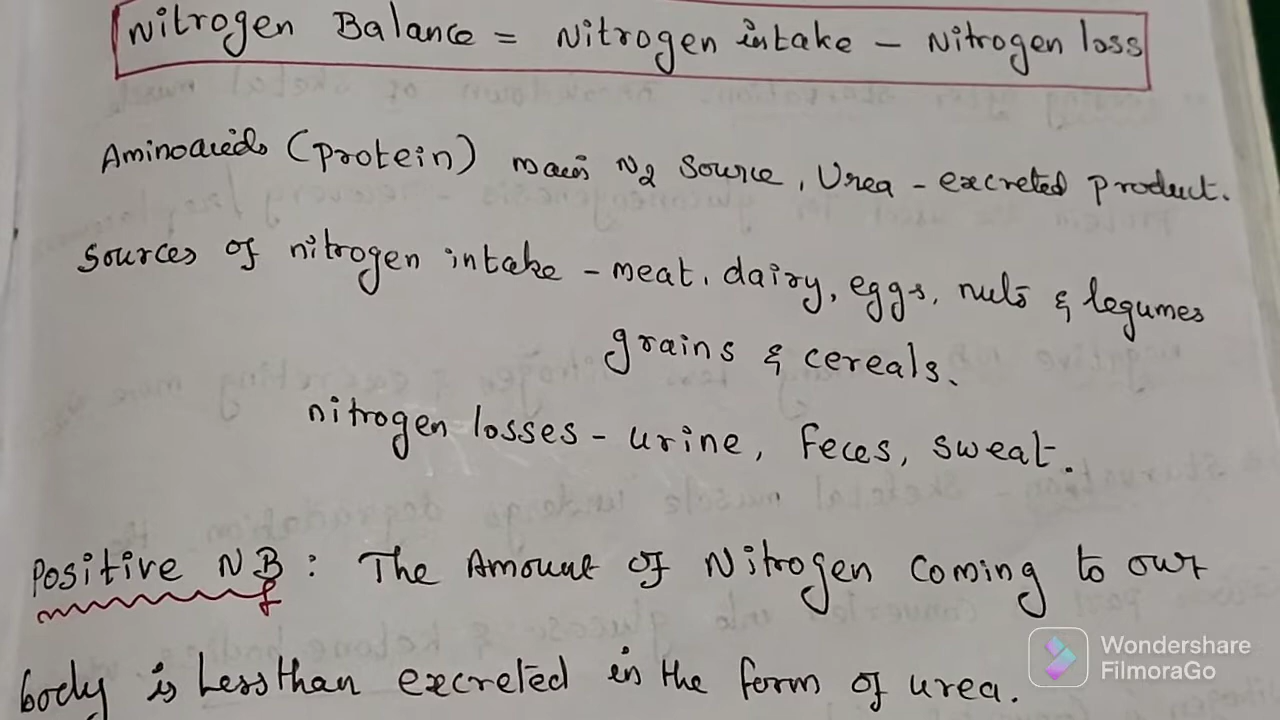 Nitrogen Balance = Nitrogen intake - Nitrogen loss
Aminoacids (protein) main N2 source, Urea - excreted product.
Sources of nitrogen intake - meat, dairy, eggs, nuts & legumes
grains & cereals.
nitrogen losses - urine, Feces, sweat.
Positive NB : The Amount of Nitrogen coming to our
body is Less than excreted in the form of urea.
Wondershare
FilmoraGo